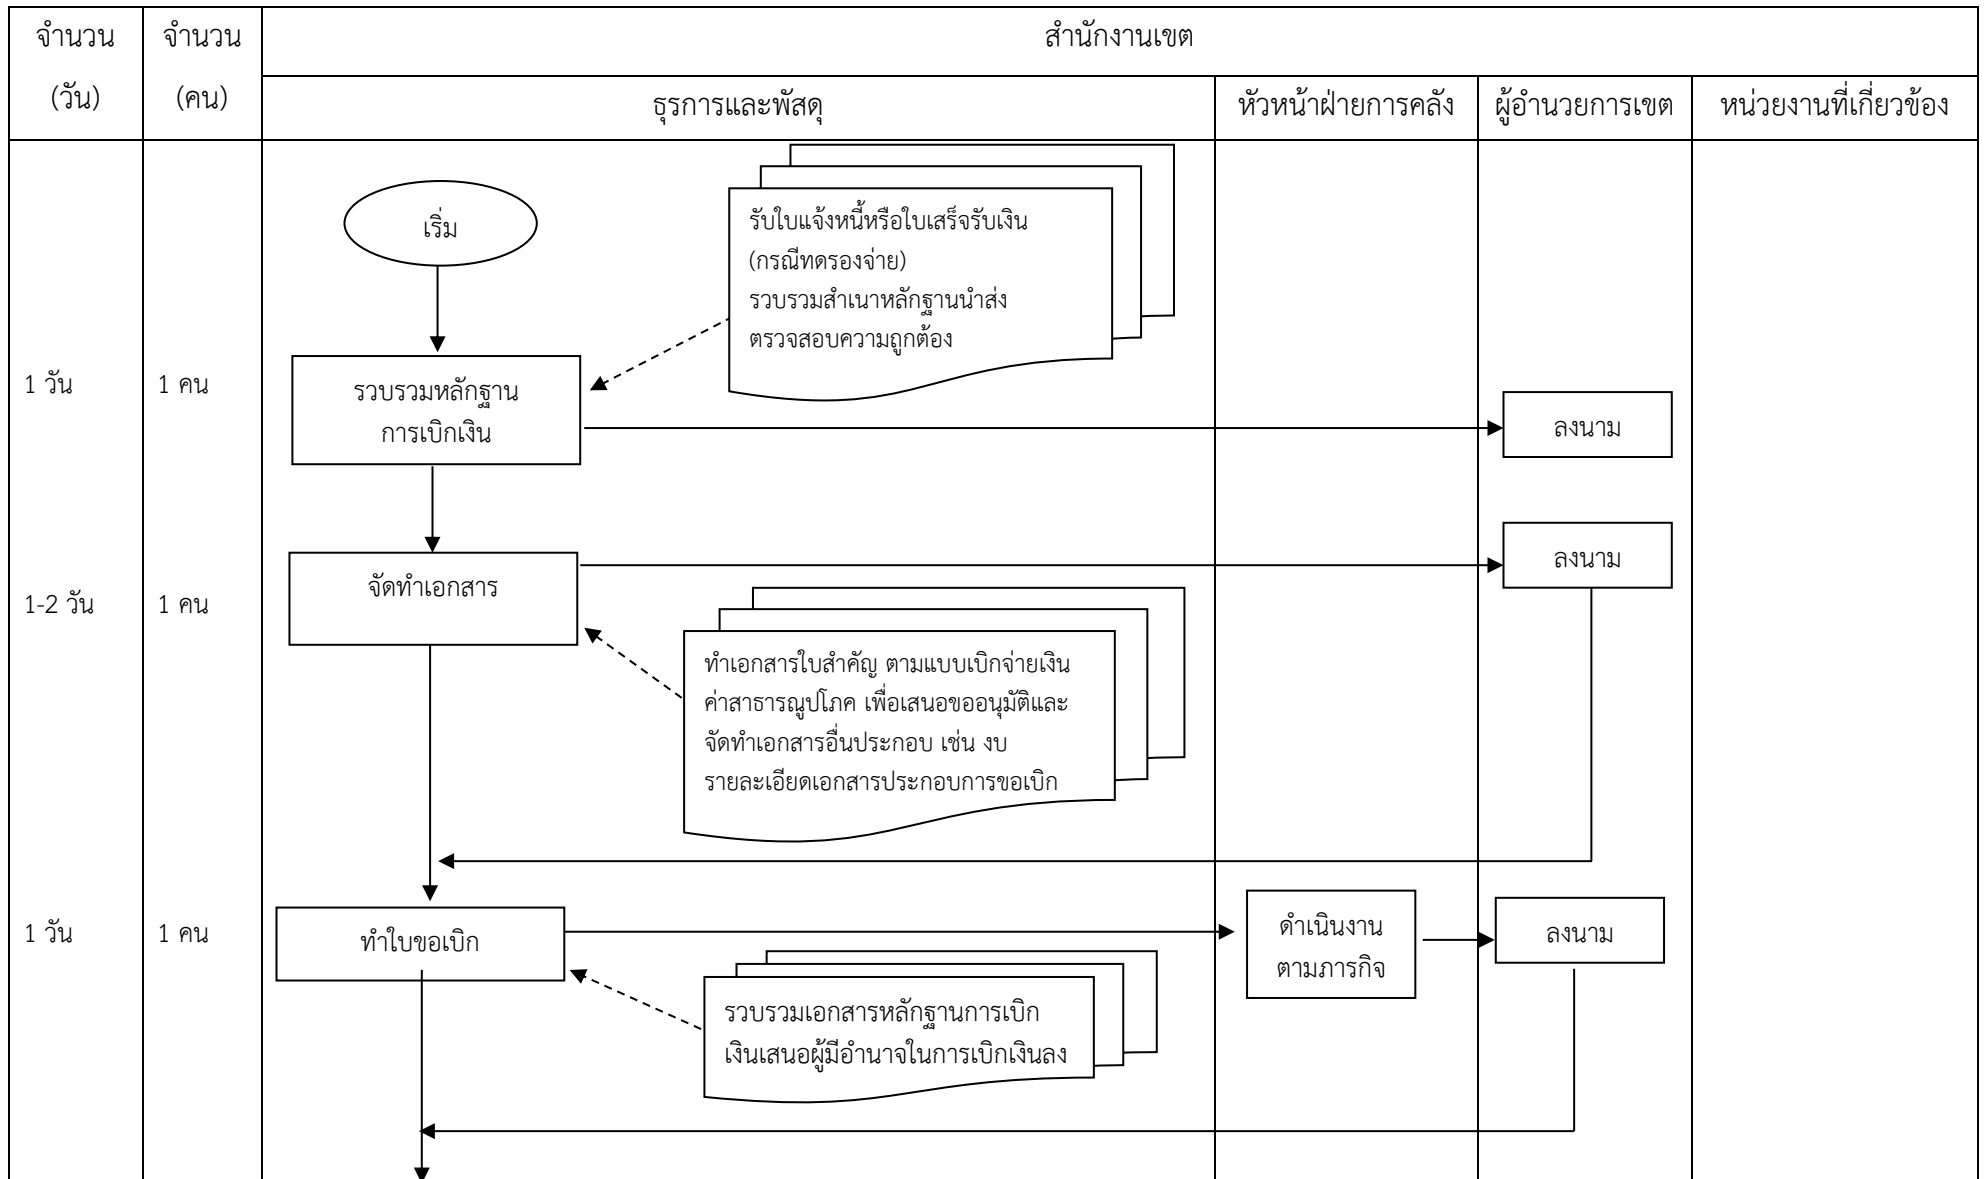 จำนวน
(วัน)
จำนวน
(คน)
สำนักงานเขต
ธุรการและพัสดุ
หัวหน้าฝ่ายการคลัง
ผู้อำนวยการเขต
หน่วยงานที่เกี่ยวข้อง
เริ่ม
รับใบแจ้งหนี้หรือใบเสร็จรับเงิน
(กรณีทดรองจ่าย)
รวบรวมสำเนาหลักฐานนำส่ง
ตรวจสอบความถูกต้อง
1 วัน
1 คน
รวบรวมหลักฐาน
การเบิกเงิน
ลงนาม
1-2 วัน
1 คน
จัดทำเอกสาร
ลงนาม
ทำเอกสารใบสำคัญ ตามแบบเบิกจ่ายเงิน
ค่าสาธารณูปโภค เพื่อเสนอขออนุมัติและ
จัดทำเอกสารอื่นประกอบ เช่น งบ
รายละเอียดเอกสารประกอบการขอเบิก
1 วัน
1 คน
ทำใบขอเบิก
ดำเนินงาน
ตามภารกิจ
ลงนาม
รวบรวมเอกสารหลักฐานการเบิก
เงินเสนอผู้มีอำนาจในการเบิกเงินลง